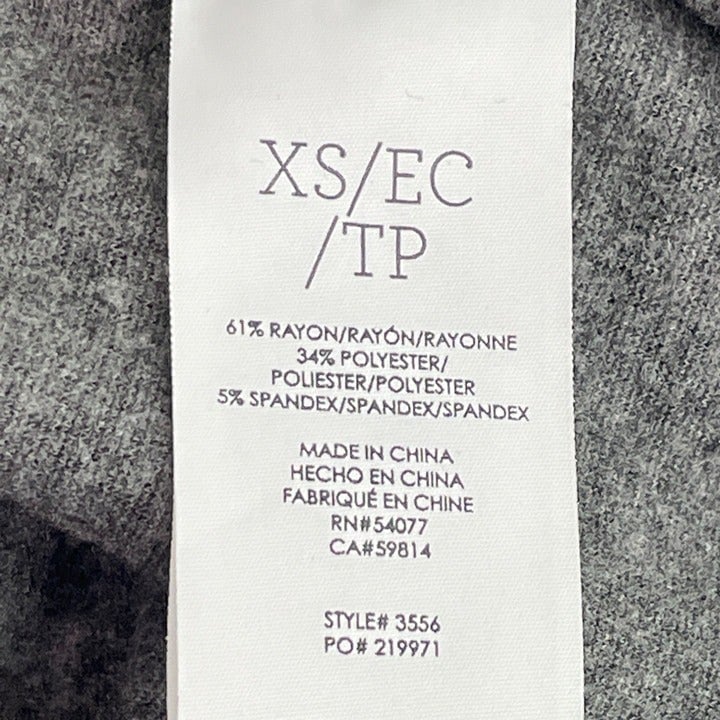 XS/EC
/TP
61% RAYON/RAYÓN/RAYONNE
34% POLYESTER/
POLIESTER/POLYESTER
5% SPANDEX/SPANDEX/SPANDEX
MADE IN CHINA
HECHO EN CHINA
FABRIQUÉ EN CHINE
RN#54077
CA#59814
STYLE# 3556
PO# 219971